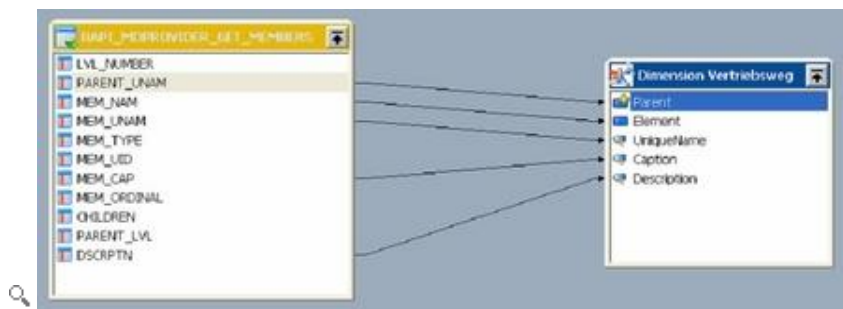 BAPI_MDPROVIDER_GET_MEMBERS
LVL_NUMBER
PARENT_UNAM
MEM_NAM
MEM_UNAM
MEM_TYPE
MEM_UID
MEM_CAP
MEM_ORDINAL
CHILDREN
PARENT_LVL
DSCRPTN
Dimension Vertriebsweg
Parent
Element
UniqueName
Caption
Description